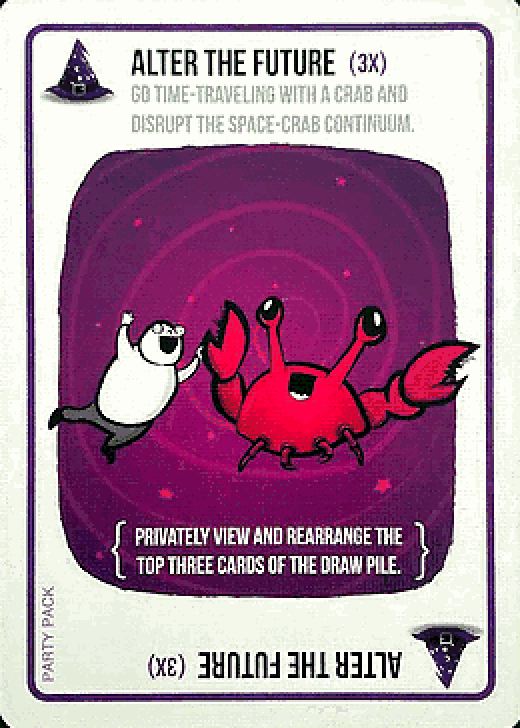 ALTER THE FUTURE (3X)
GO TIME-TRAVELING WITH A CRAB AND
DISRUPT THE SPACE-CRAB CONTINUUM.
{ PRIVATELY VIEW AND REARRANGE THE
TOP THREE CARDS OF THE DRAW PILE. }
PARTY PACK
ALTER THE FUTURE (3X)